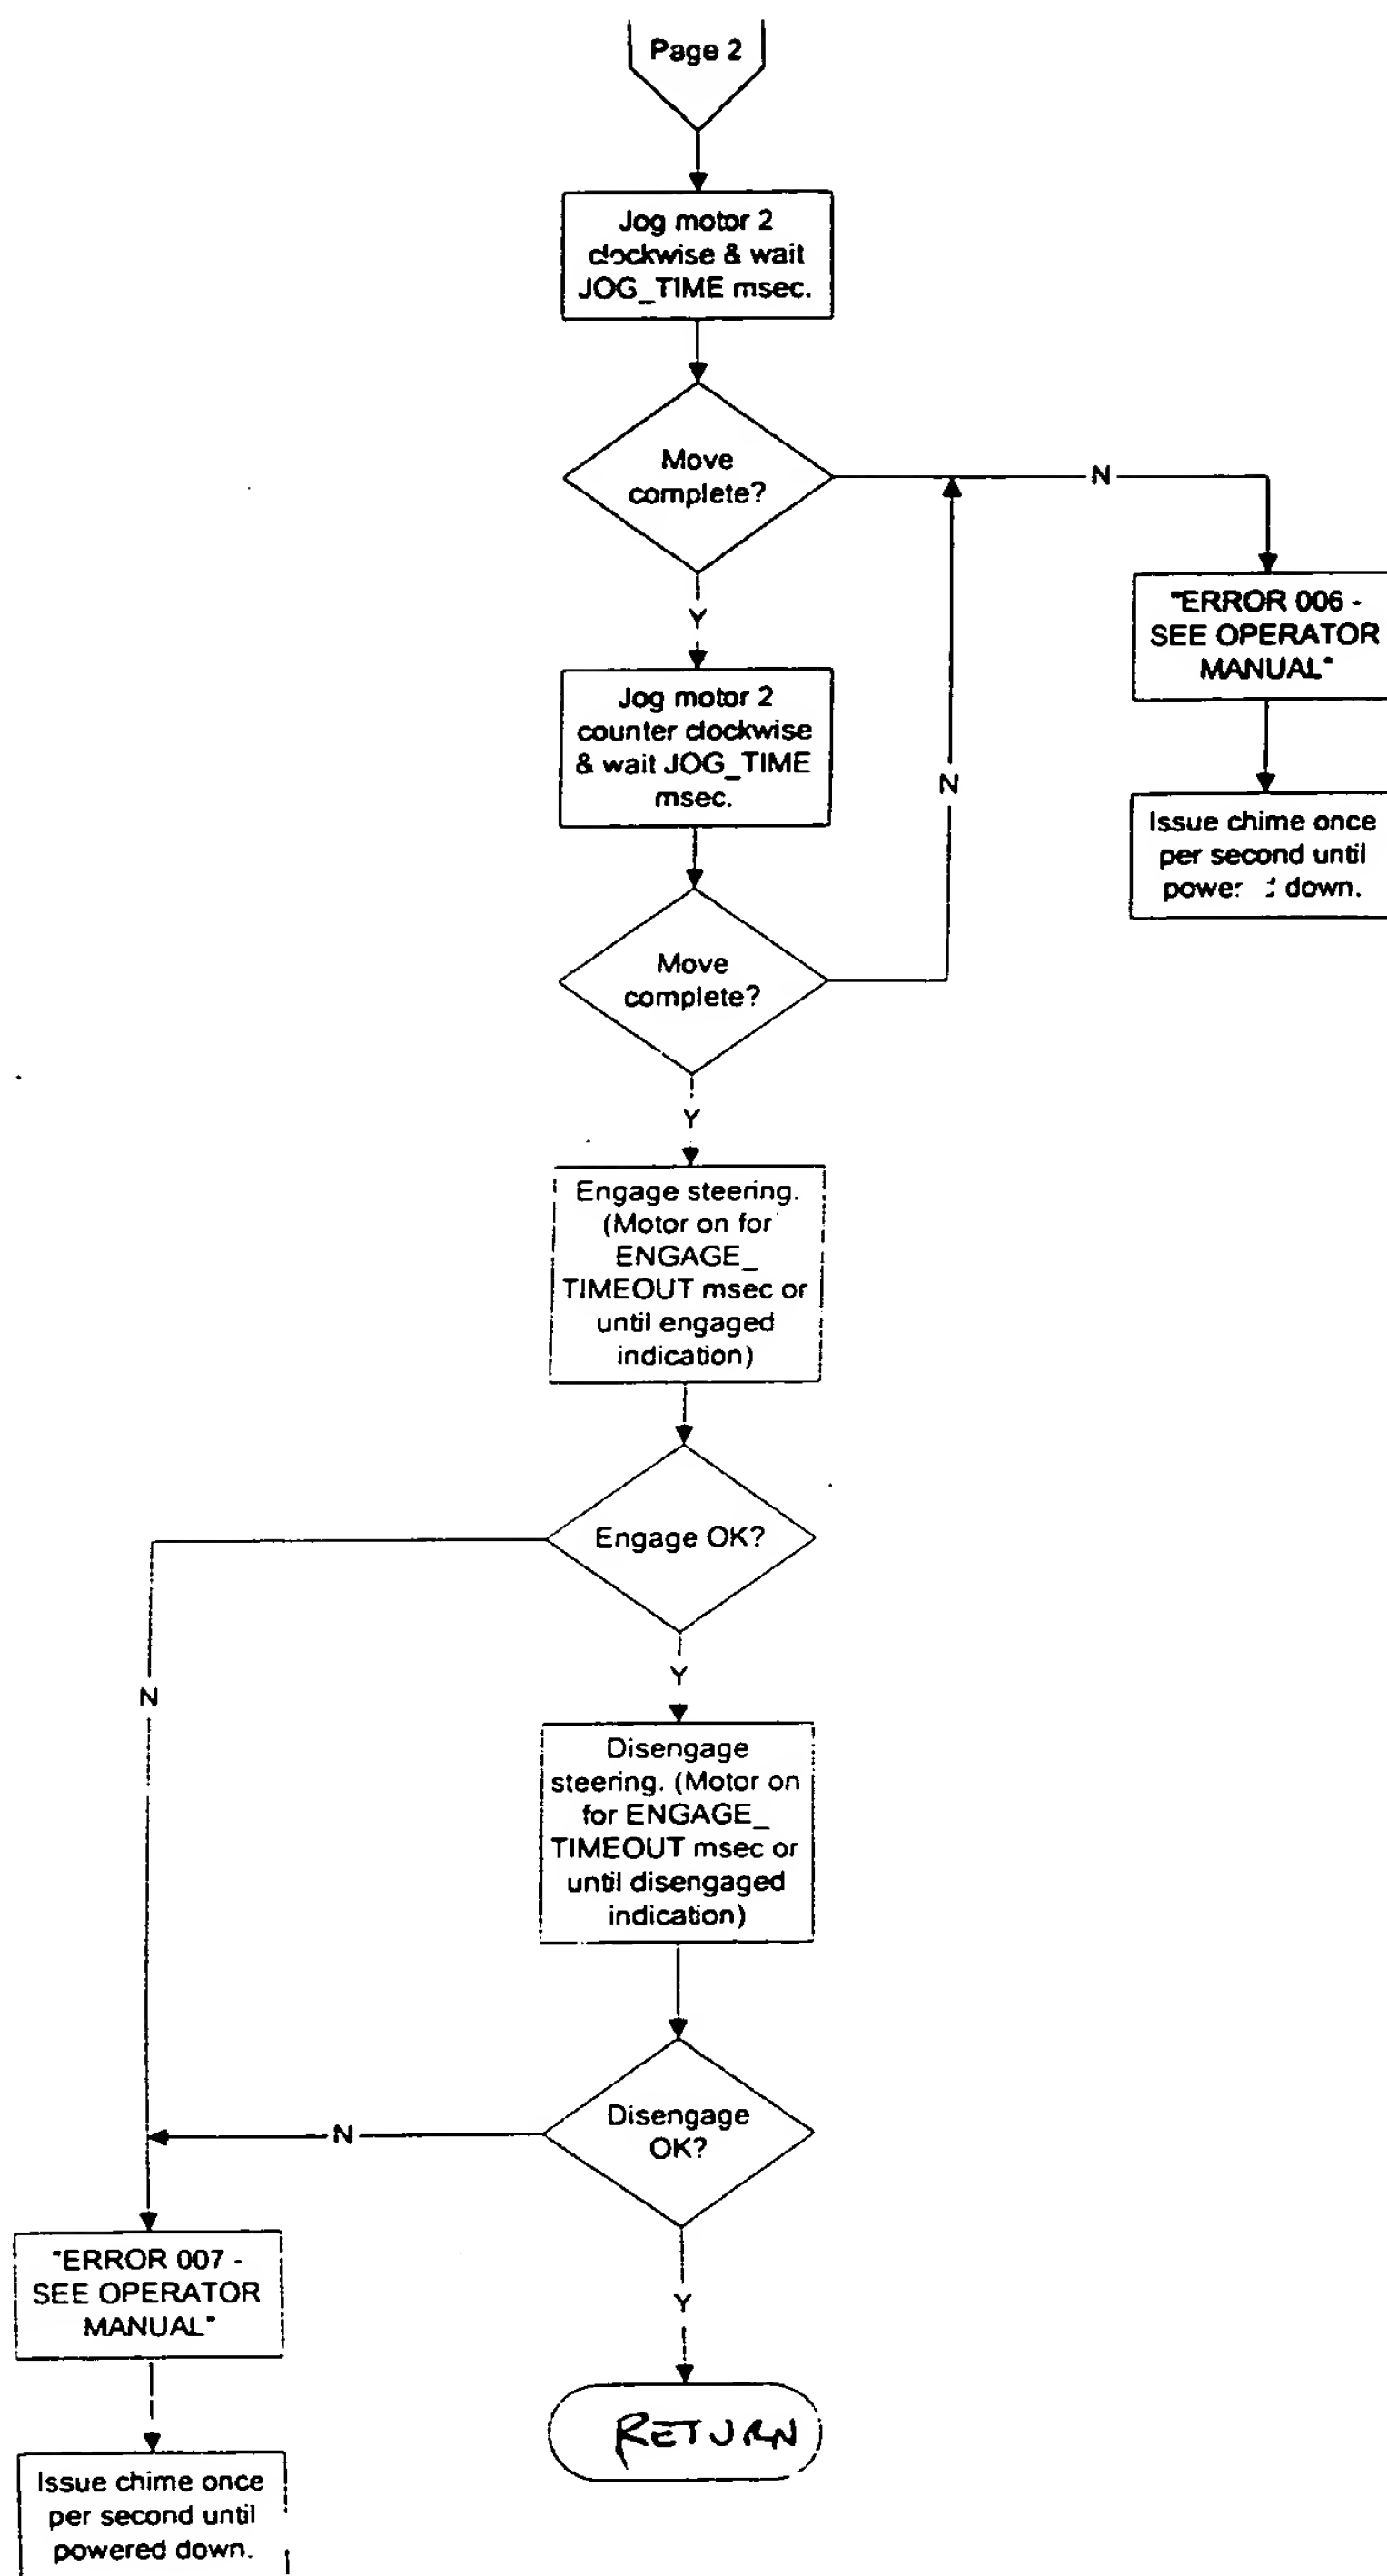 Page 2
Jog motor 2
clockwise & wait
JOG_TIME msec.
Move
complete?
N
"ERROR 006 -
SEE OPERATOR
MANUAL"
Y
Jog motor 2
counter clockwise
& wait JOG_TIME
msec.
N
Issue chime once
per second until
down.
Move
complete?
Y
Engage steering.
(Motor on for
ENGAGE_
TIMEOUT msec or
until engaged
indication)
Engage OK?
N
Y
Disengage
steering. (Motor on
for ENGAGE_
TIMEOUT msec or
until disengaged
indication)
Disengage
OK?
N
"ERROR 007 -
SEE OPERATOR
MANUAL"
Y
RETURN
Issue chime once
per second until
powered down.